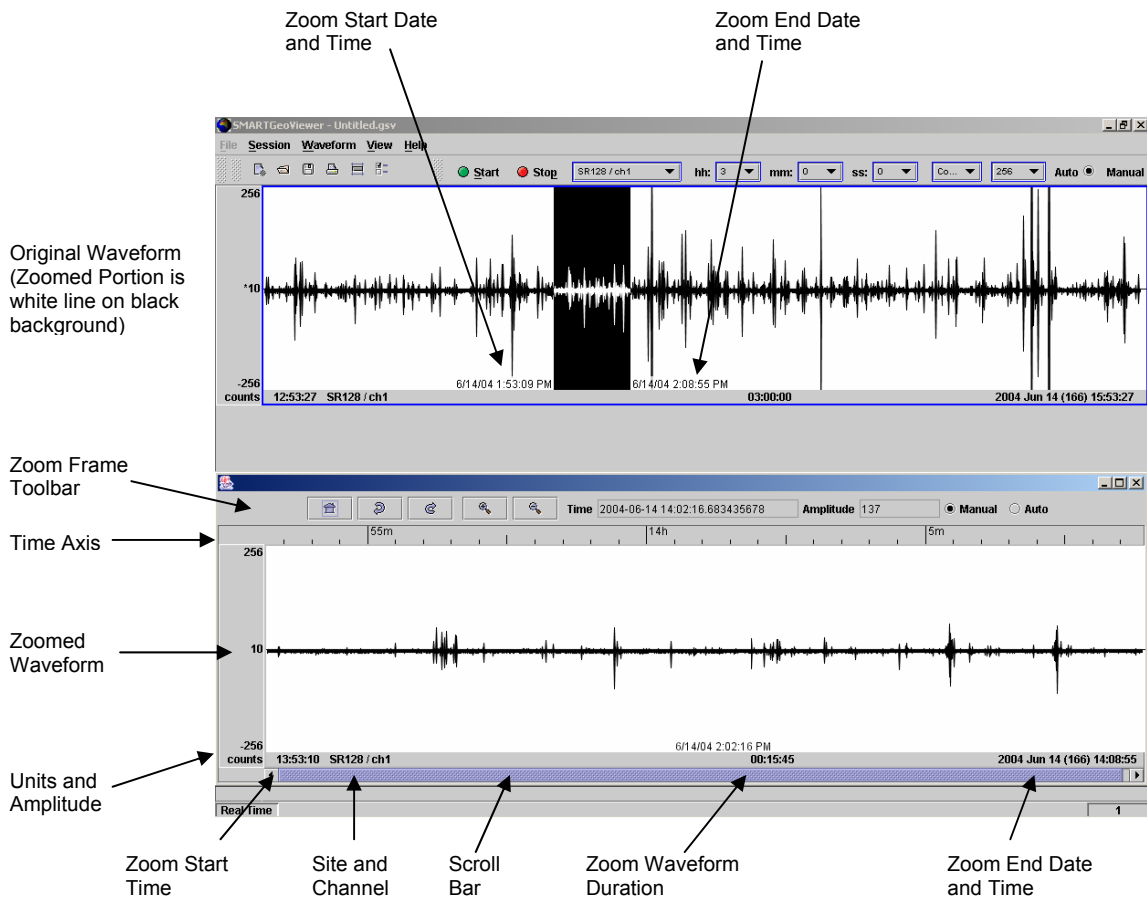 Zoom Start Date
and Time
Zoom End Date
and Time
SMARTGeoViewer - Untitled.gsv
File Session Waveform View Help
Start Stop SR128 / ch1 hh: 3 mm: 0 ss: 0 Co... 256 Auto Manual
Original Waveform
(Zoomed Portion is
white line on black
background)
256
^10
-256
counts
6/14/04 1:53:09 PM 6/14/04 2:08:55 PM
12:53:27 SR128 / ch1 03:00:00 2004 Jun 14 (166) 15:53:27
Zoom Frame
Toolbar
Time 2004-06-14 14:02:16.683435678 Amplitude 137 Manual Auto
Time Axis
55m 14h 5m
256
Zoomed
Waveform
10
-256
counts
6/14/04 2:02:16 PM
13:53:10 SR128 / ch1 00:15:45 2004 Jun 14 (166) 14:08:55
Units and
Amplitude
Real Time 1
Zoom Start
Time
Site and
Channel
Scroll
Bar
Zoom Waveform
Duration
Zoom End Date
and Time